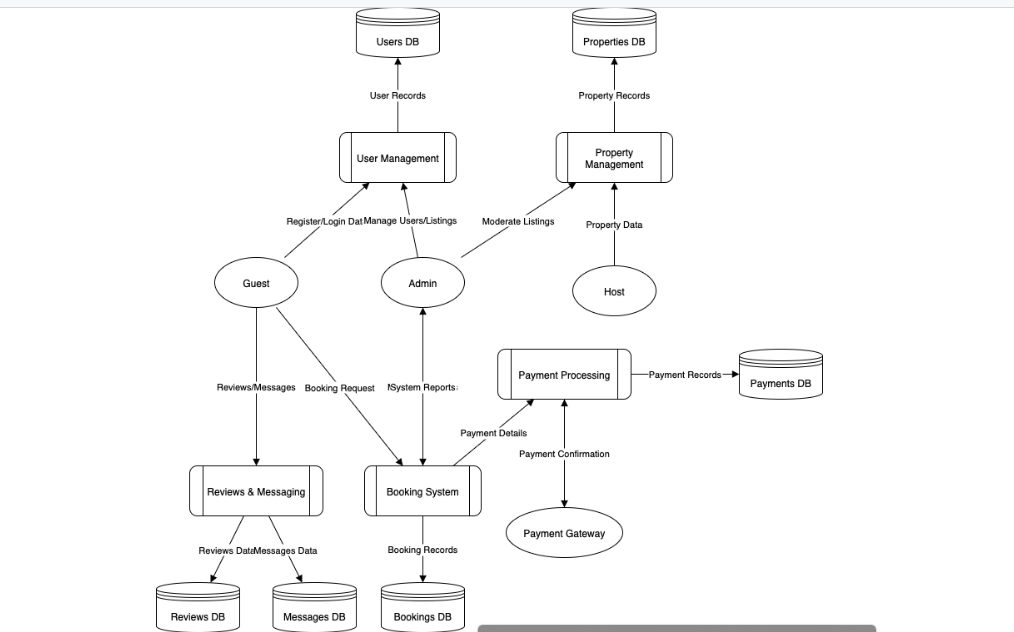 Users DB
Properties DB
User Records
Property Records
User Management
Property
Management
Register/Login Dat
Manage Users/Listings
Moderate Listings
Property Data
Guest
Admin
Host
Payment Processing
Payment Records
Payments DB
Reviews/Messages
Booking Request
System Reports
Payment Details
Payment Confirmation
Reviews & Messaging
Booking System
Payment Gateway
Reviews Data
Messages Data
Booking Records
Reviews DB
Messages DB
Bookings DB